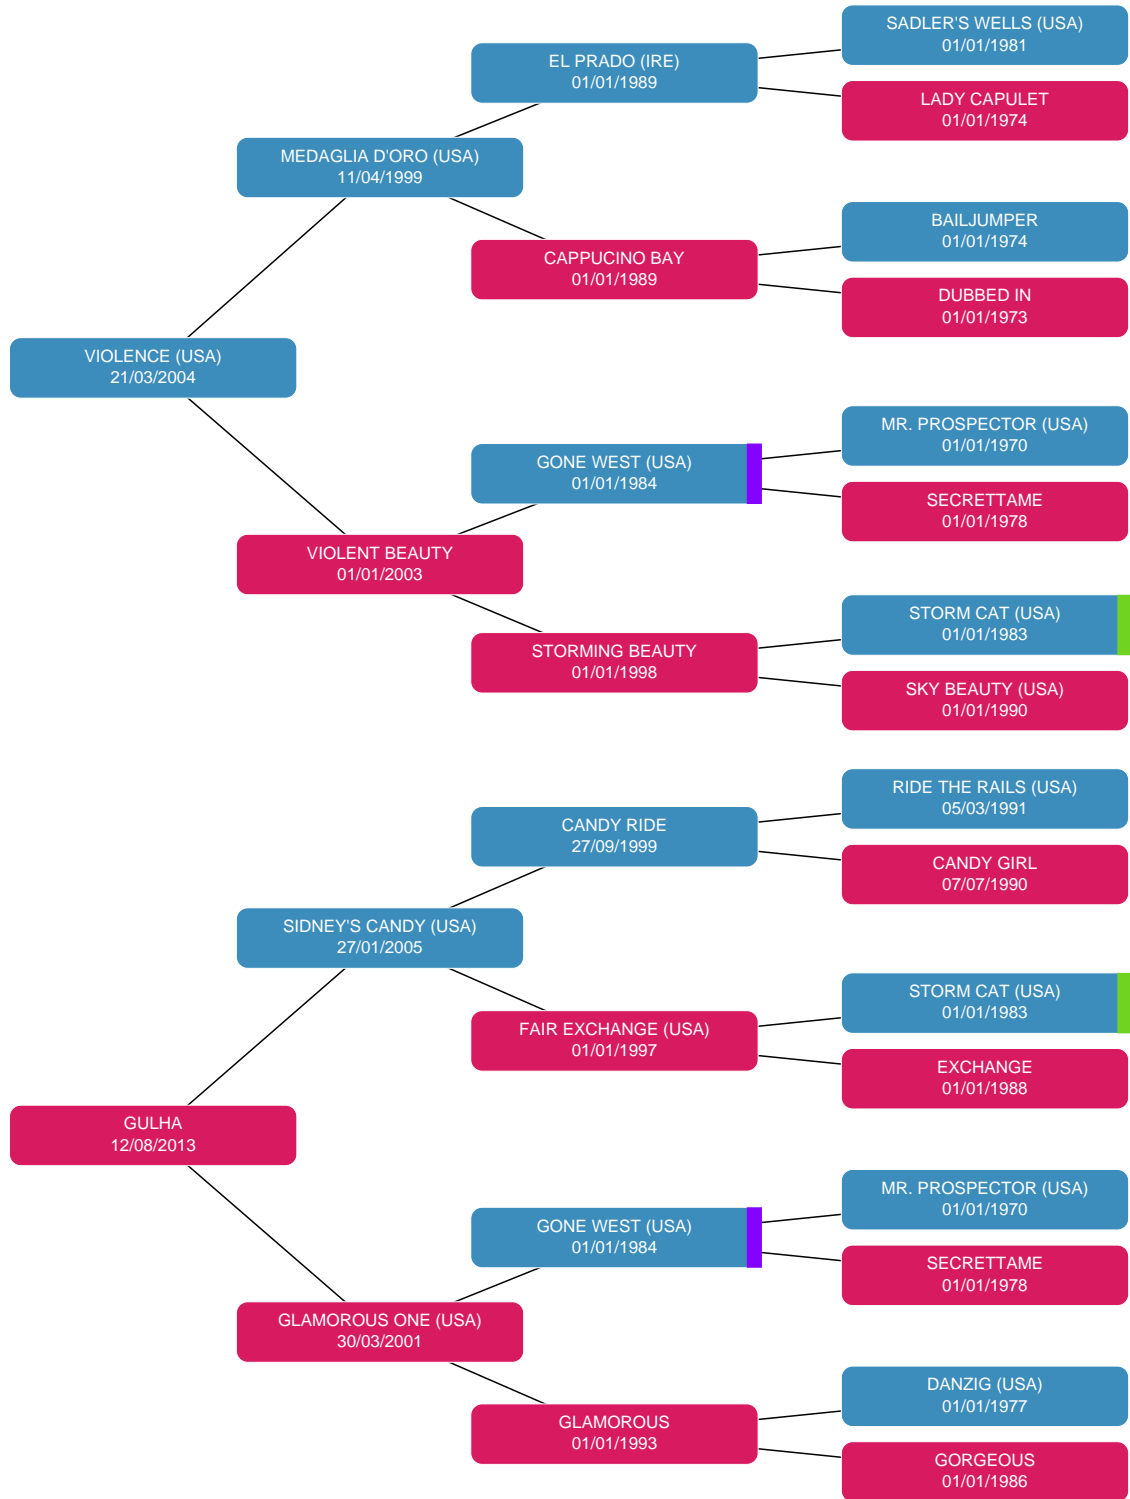 SADLER'S WELLS (USA)
01/01/1981
EL PRADO (IRE)
01/01/1989
LADY CAPULET
01/01/1974
MEDAGLIA D'ORO (USA)
11/04/1999
BAILJUMPER
01/01/1974
CAPPUCINO BAY
01/01/1989
DUBBED IN
01/01/1973
VIOLENCE (USA)
21/03/2004
MR. PROSPECTOR (USA)
01/01/1970
GONE WEST (USA)
01/01/1984
SECRETTAME
01/01/1978
VIOLENT BEAUTY
01/01/2003
STORM CAT (USA)
01/01/1983
STORMING BEAUTY
01/01/1998
SKY BEAUTY (USA)
01/01/1990
RIDE THE RAILS (USA)
05/03/1991
CANDY RIDE
27/09/1999
CANDY GIRL
07/07/1990
SIDNEY'S CANDY (USA)
27/01/2005
STORM CAT (USA)
01/01/1983
FAIR EXCHANGE (USA)
01/01/1997
EXCHANGE
01/01/1988
GULHA
12/08/2013
MR. PROSPECTOR (USA)
01/01/1970
GONE WEST (USA)
01/01/1984
SECRETTAME
01/01/1978
GLAMOROUS ONE (USA)
30/03/2001
DANZIG (USA)
01/01/1977
GLAMOROUS
01/01/1993
GORGEOUS
01/01/1986